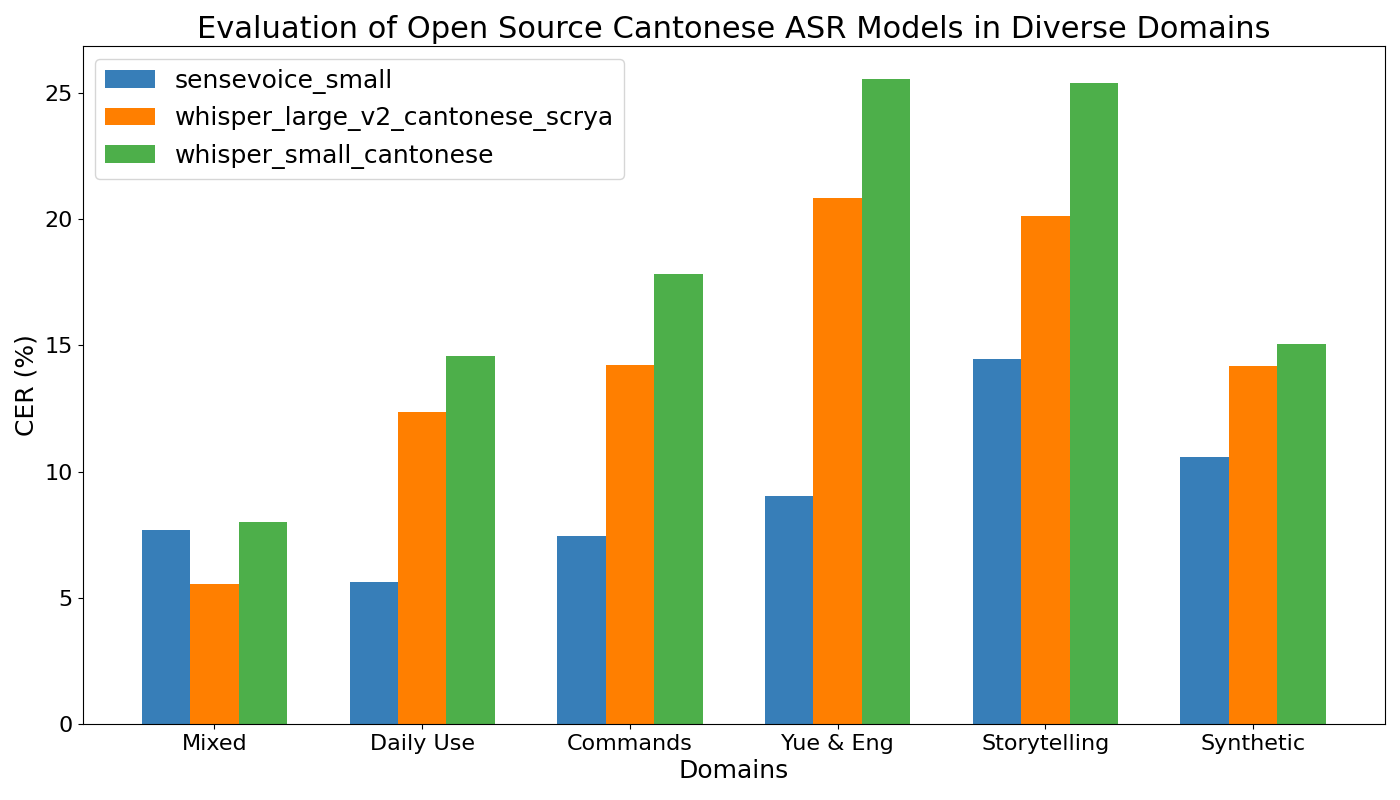 Evaluation of Open Source Cantonese ASR Models in Diverse Domains
sensevoice_small
whisper_large_v2_cantonese_scrya
whisper_small_cantonese
CER (%)
25
20
15
10
5
0
Mixed Daily Use Commands Yue & Eng Storytelling Synthetic
Domains